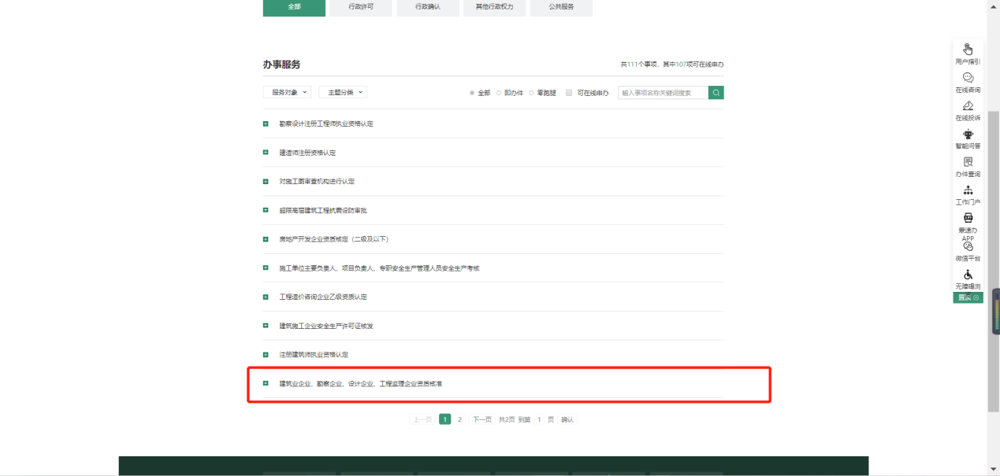 全部 行政许可 行政确认 其他行政权力 公共服务
办事服务 共111个事项，其中107项可在线申办
服务对象 主题分类 全部 即办件 零跑腿 可在线申办 输入事项名称关键词搜索
勘察设计注册工程师执业资格认定
建造师注册资格认定
对施工图审查机构进行认定
超限高层建筑工程抗震设防审批
房地产开发企业资质核定（二级及以下）
施工单位主要负责人、项目负责人、专职安全生产管理人员安全生产考核
工程造价咨询企业乙级资质认定
建筑施工企业安全生产许可证核发
注册建筑师执业资格认定
建筑业企业、勘察企业、设计企业、工程监理企业资质核准
上一页 1 2 下一页 共2页 到第 1 页 确认
用户指引
在线咨询
在线投诉
智能问答
办件查询
工作门户
蒙速办
APP
微信平台
无障碍浏
置顶